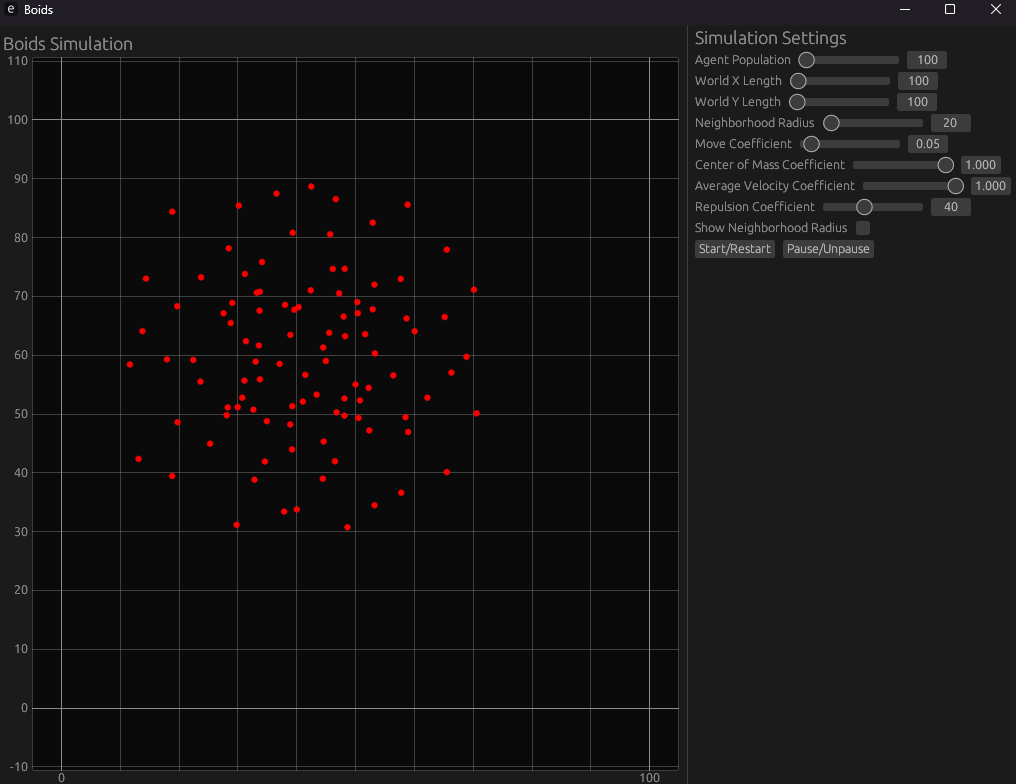 e Boids
Boids Simulation
110
100
90
80
70
60
50
40
30
20
10
0
-10
0 100
Simulation Settings
Agent Population 100
World X Length 100
World Y Length 100
Neighborhood Radius 20
Move Coefficient 0.05
Center of Mass Coefficient 1.000
Average Velocity Coefficient 1.000
Repulsion Coefficient 40
Show Neighborhood Radius
Start/Restart Pause/Unpause